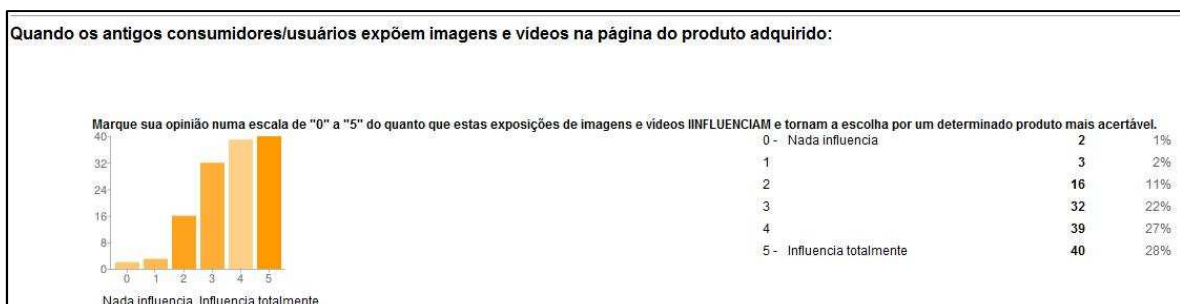 Quando os antigos consumidores/usuários expõem imagens e vídeos na página do produto adquirido:
Marque sua opinião numa escala de "0" a "5" do quanto que estas exposições de imagens e vídeos IINFLUENCIAM e tornam a escolha por um determinado produto mais acertável.
40
32
24
16
8
0
0 1 2 3 4 5
Nada influencia Influencia totalmente
0 - Nada influencia 2 1%
1 3 2%
2 16 11%
3 32 22%
4 39 27%
5 - Influencia totalmente 40 28%